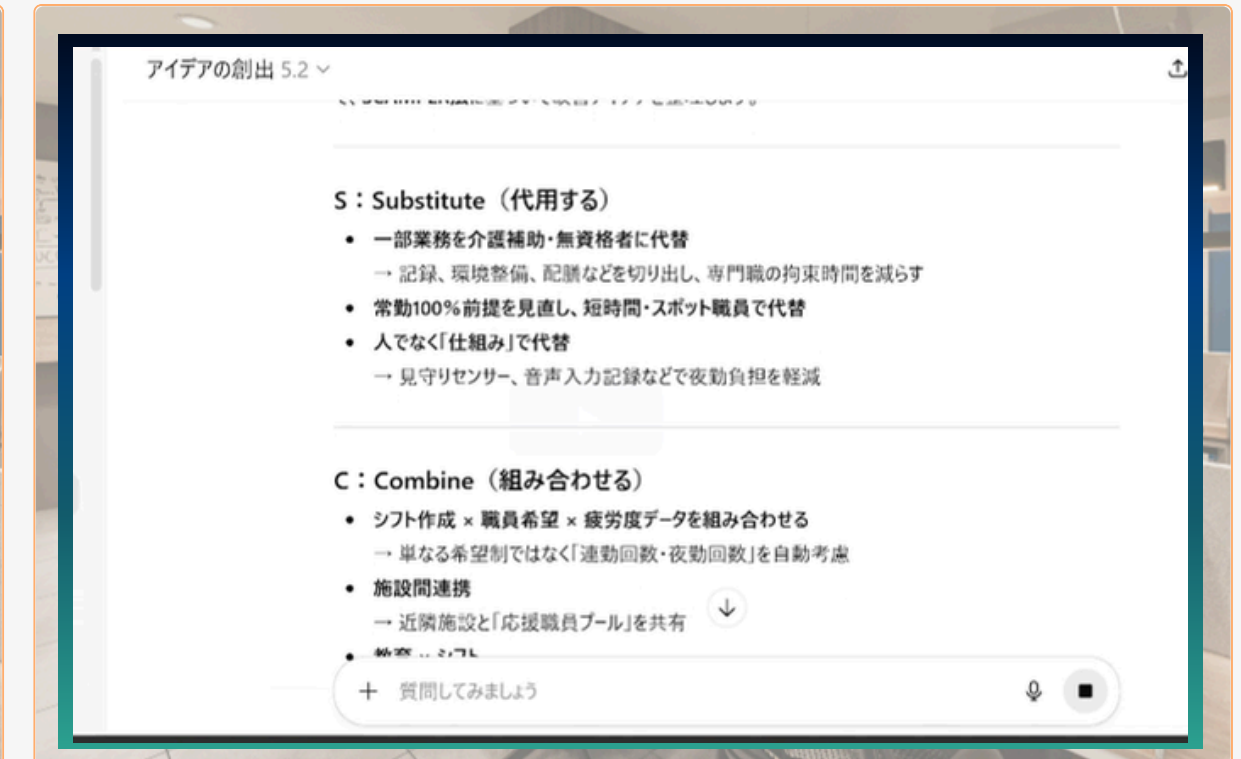 アイデアの創出 5.2
S：Substitute（代用する）
• 一部業務を介護補助・無資格者に代替
→ 記録、環境整備、配膳などを切り出し、専門職の拘束時間を減らす
• 常勤100%前提を見直し、短時間・スポット職員で代替
• 人でなく「仕組み」で代替
→ 見守りセンサー、音声入力記録などで夜勤負担を軽減
C：Combine（組み合わせる）
• シフト作成 × 職員希望 × 疲労度データを組み合わせる
→ 単なる希望制ではなく「連勤回数・夜勤回数」を自動考慮
• 施設間連携
→ 近隣施設と「応援職員プール」を共有
• 教育 × シフト
質問してみましょう